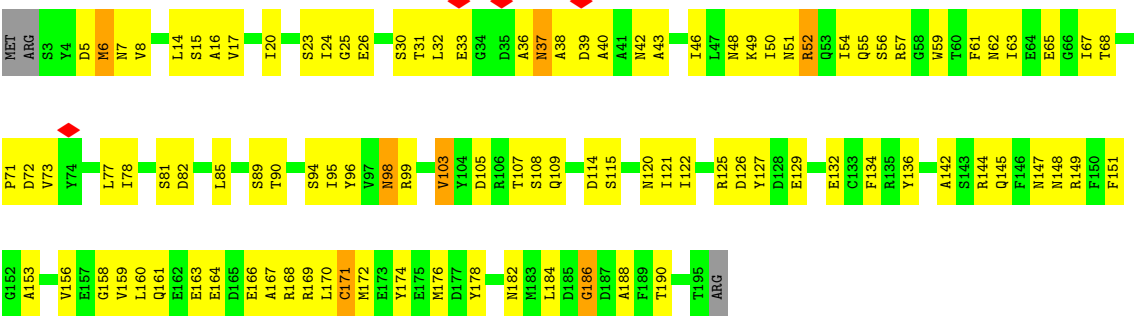 MET ARG S3 Y4 D5 M6 N7 V8 L14 S15 A16 V17 I20 S23 I24 G25 E26 S30 T31 L32 E33 G34 D35 A36 N37 A38 D39 A40 A41 N42 A43 I46 L47 N48 K49 I50 N51 R52 Q53 I54 Q55 S56 R57 G58 W59 T60 F61 N62 I63 E64 E65 G66 I67 T68
P71 D72 V73 Y74 L77 I78 S81 D82 L85 S89 T90 S94 I95 Y96 V97 N98 R99 V103 Y104 D105 R106 T107 S108 Q109 D114 S115 N120 I121 I122 R125 D126 Y127 D128 E129 E132 C133 F134 R135 Y136 A142 S143 R144 Q145 F146 N147 N148 R149 F150 F151
G152 A153 V156 E157 G158 V159 L160 Q161 E162 E163 E164 D165 E166 A167 R168 R169 L170 C171 M172 E173 Y174 E175 M176 D177 Y178 N182 M183 L184 D185 G186 D187 A188 F189 T190 T195 ARG